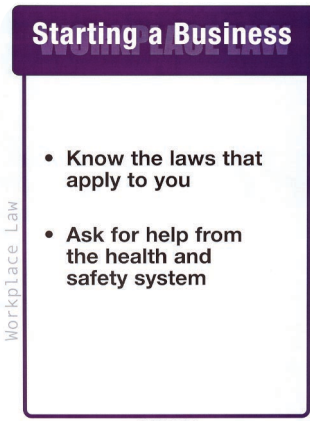 Starting a Business
WORKPLACE LAW
• Know the laws that
apply to you
• Ask for help from
the health and
safety system
Workplace Law